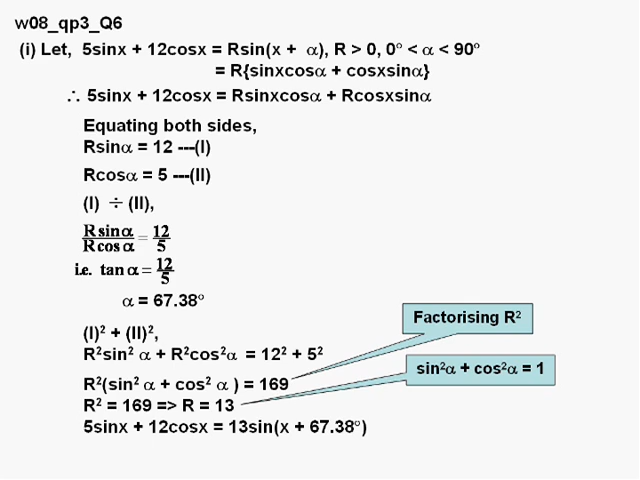 w08_qp3_Q6
(i) Let, 5sinx + 12cosx = Rsin(x + α), R > 0, 0° < α < 90°
= R{sinxcosα + cosxsinα}
∴ 5sinx + 12cosx = Rsinxcosα + Rcosxsinα
Equating both sides,
Rsinα = 12 ---(I)
Rcosα = 5 ---(II)
(I) ÷ (II),
Rsinα/Rcosα = 12/5
i.e. tanα = 12/5
α = 67.38°
Factorising R²
(I)² + (II)²,
R²sin² α + R²cos²α = 12² + 5²
sin²α + cos²α = 1
R²(sin² α + cos² α ) = 169
R² = 169 => R = 13
5sinx + 12cosx = 13sin(x + 67.38°)